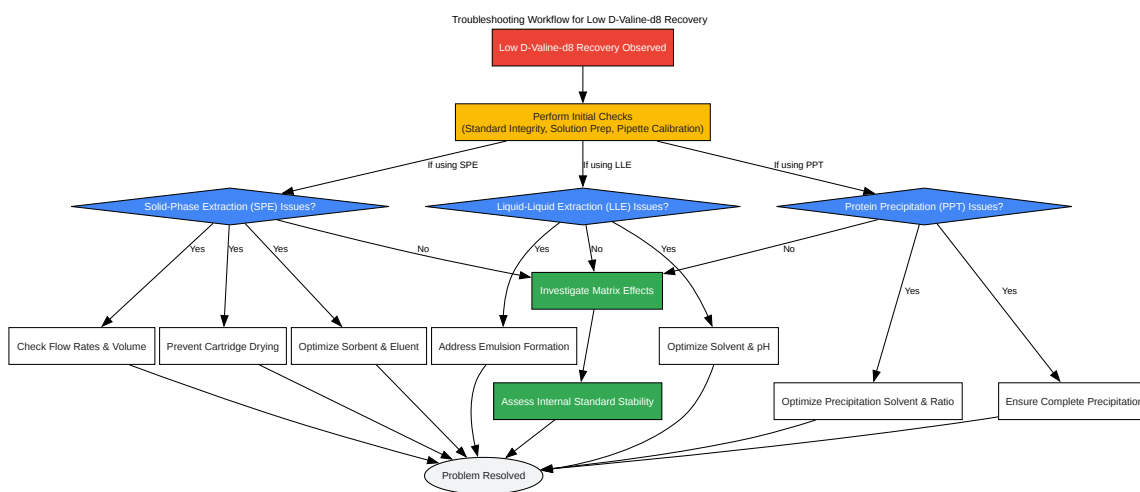 Troubleshooting Workflow for Low D-Valine-d8 Recovery
Low D-Valine-d8 Recovery Observed
Perform Initial Checks
(Standard Integrity, Solution Prep, Pipette Calibration)
If using SPE
If using LLE
If using PPT
Solid-Phase Extraction (SPE) Issues?
Liquid-Liquid Extraction (LLE) Issues?
Protein Precipitation (PPT) Issues?
Yes
Yes
Yes
No
Yes
No
Yes
No
Investigate Matrix Effects
Yes
Yes
Check Flow Rates & Volume
Prevent Cartridge Drying
Optimize Sorbent & Eluent
Address Emulsion Formation
Optimize Solvent & pH
Assess Internal Standard Stability
Optimize Precipitation Solvent & Ratio
Ensure Complete Precipitation
Problem Resolved